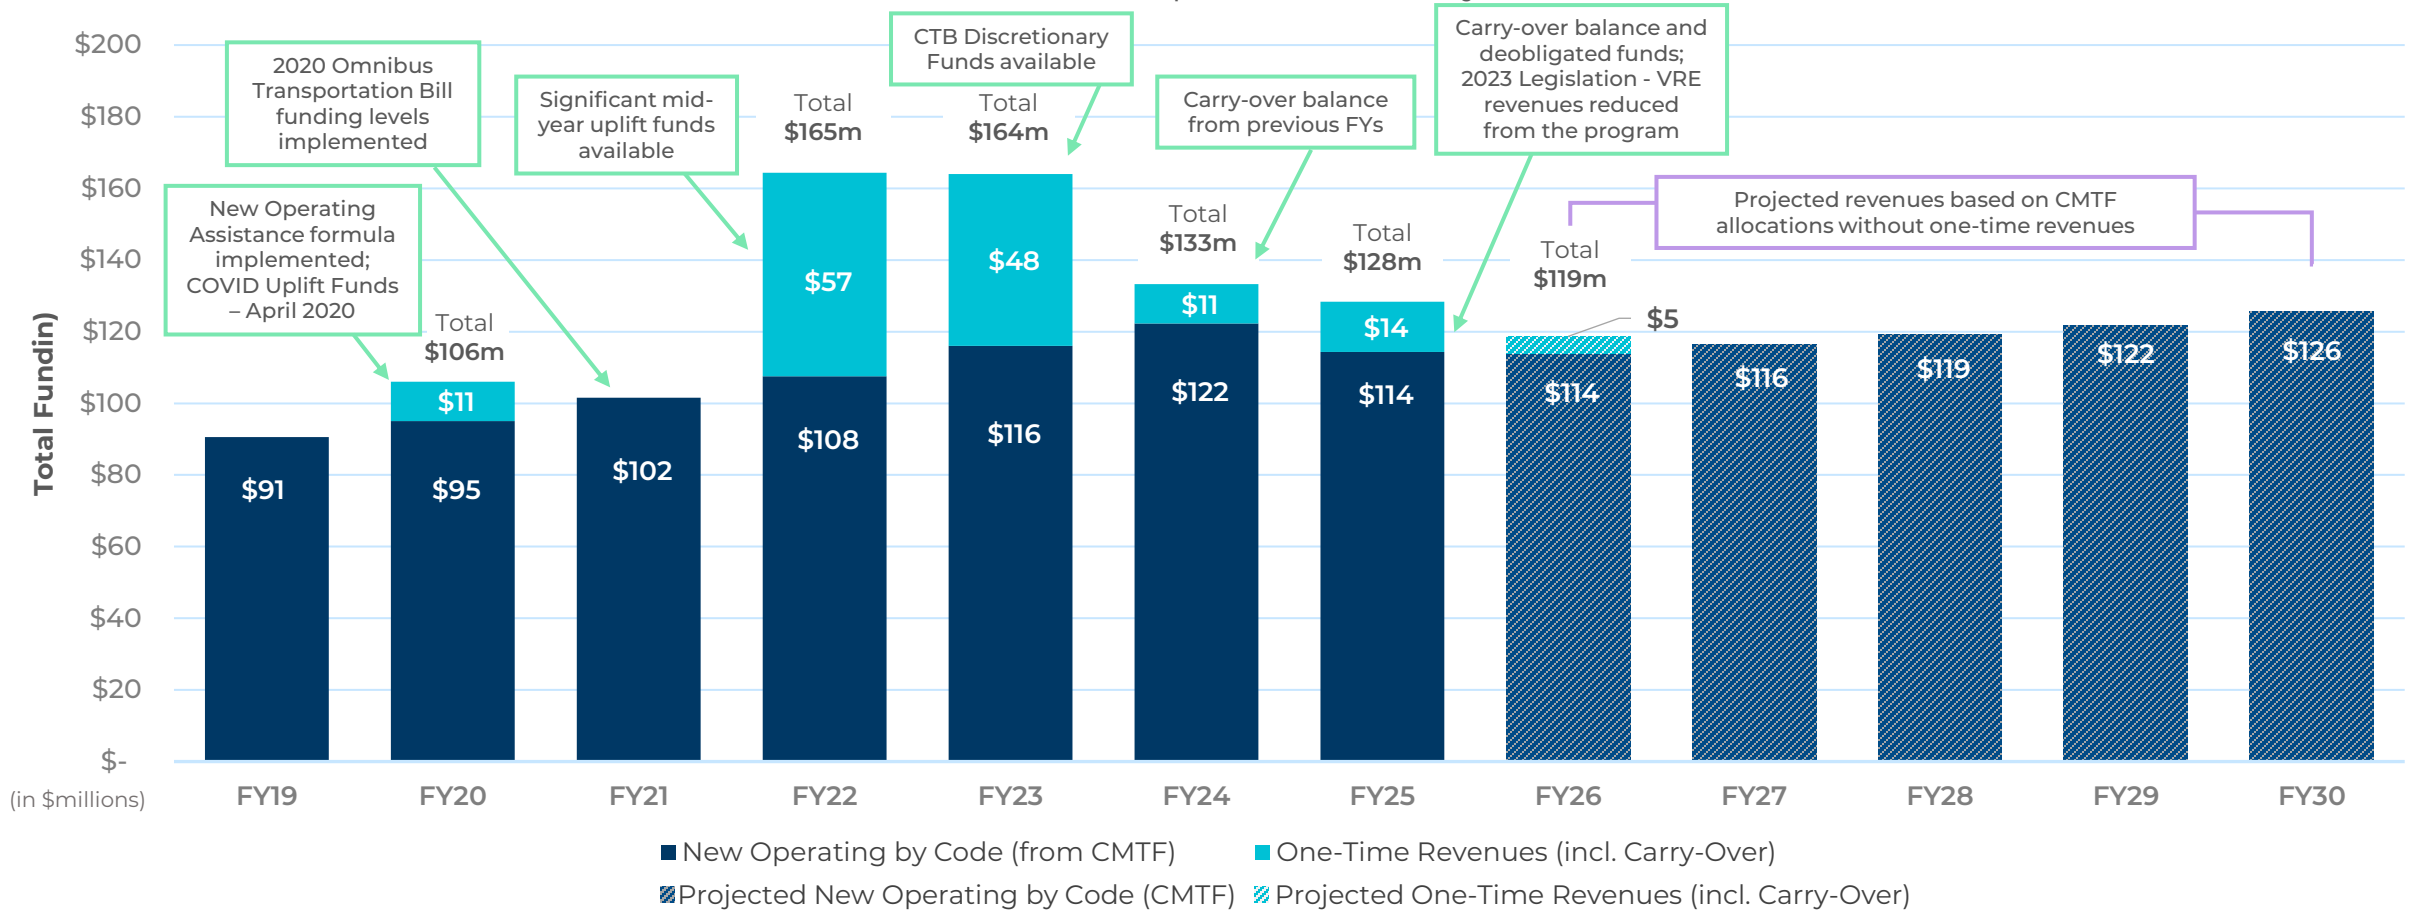 $200
$180
$160
$140
$120
$100
$80
$60
$40
$20
$-
(in $millions)
Total Fundin)
New Operating
Assistance formula
implemented;
COVID Uplift Funds
– April 2020
2020 Omnibus
Transportation Bill
funding levels
implemented
Significant mid-
year uplift funds
available
CTB Discretionary
Funds available
Carry-over balance
from previous FYs
Carry-over balance and
deobligated funds;
2023 Legislation - VRE
revenues reduced
from the program
Projected revenues based on CMTF
allocations without one-time revenues
$91
Total
$106m
$11
$95
$102
Total
$165m
$57
$108
Total
$164m
$48
$116
Total
$133m
$11
$122
Total
$128m
$14
$114
Total
$119m
$5
$114
$116
$119
$122
$126
FY19
FY20
FY21
FY22
FY23
FY24
FY25
FY26
FY27
FY28
FY29
FY30
New Operating by Code (from CMTF)
One-Time Revenues (incl. Carry-Over)
Projected New Operating by Code (CMTF)
Projected One-Time Revenues (incl. Carry-Over)